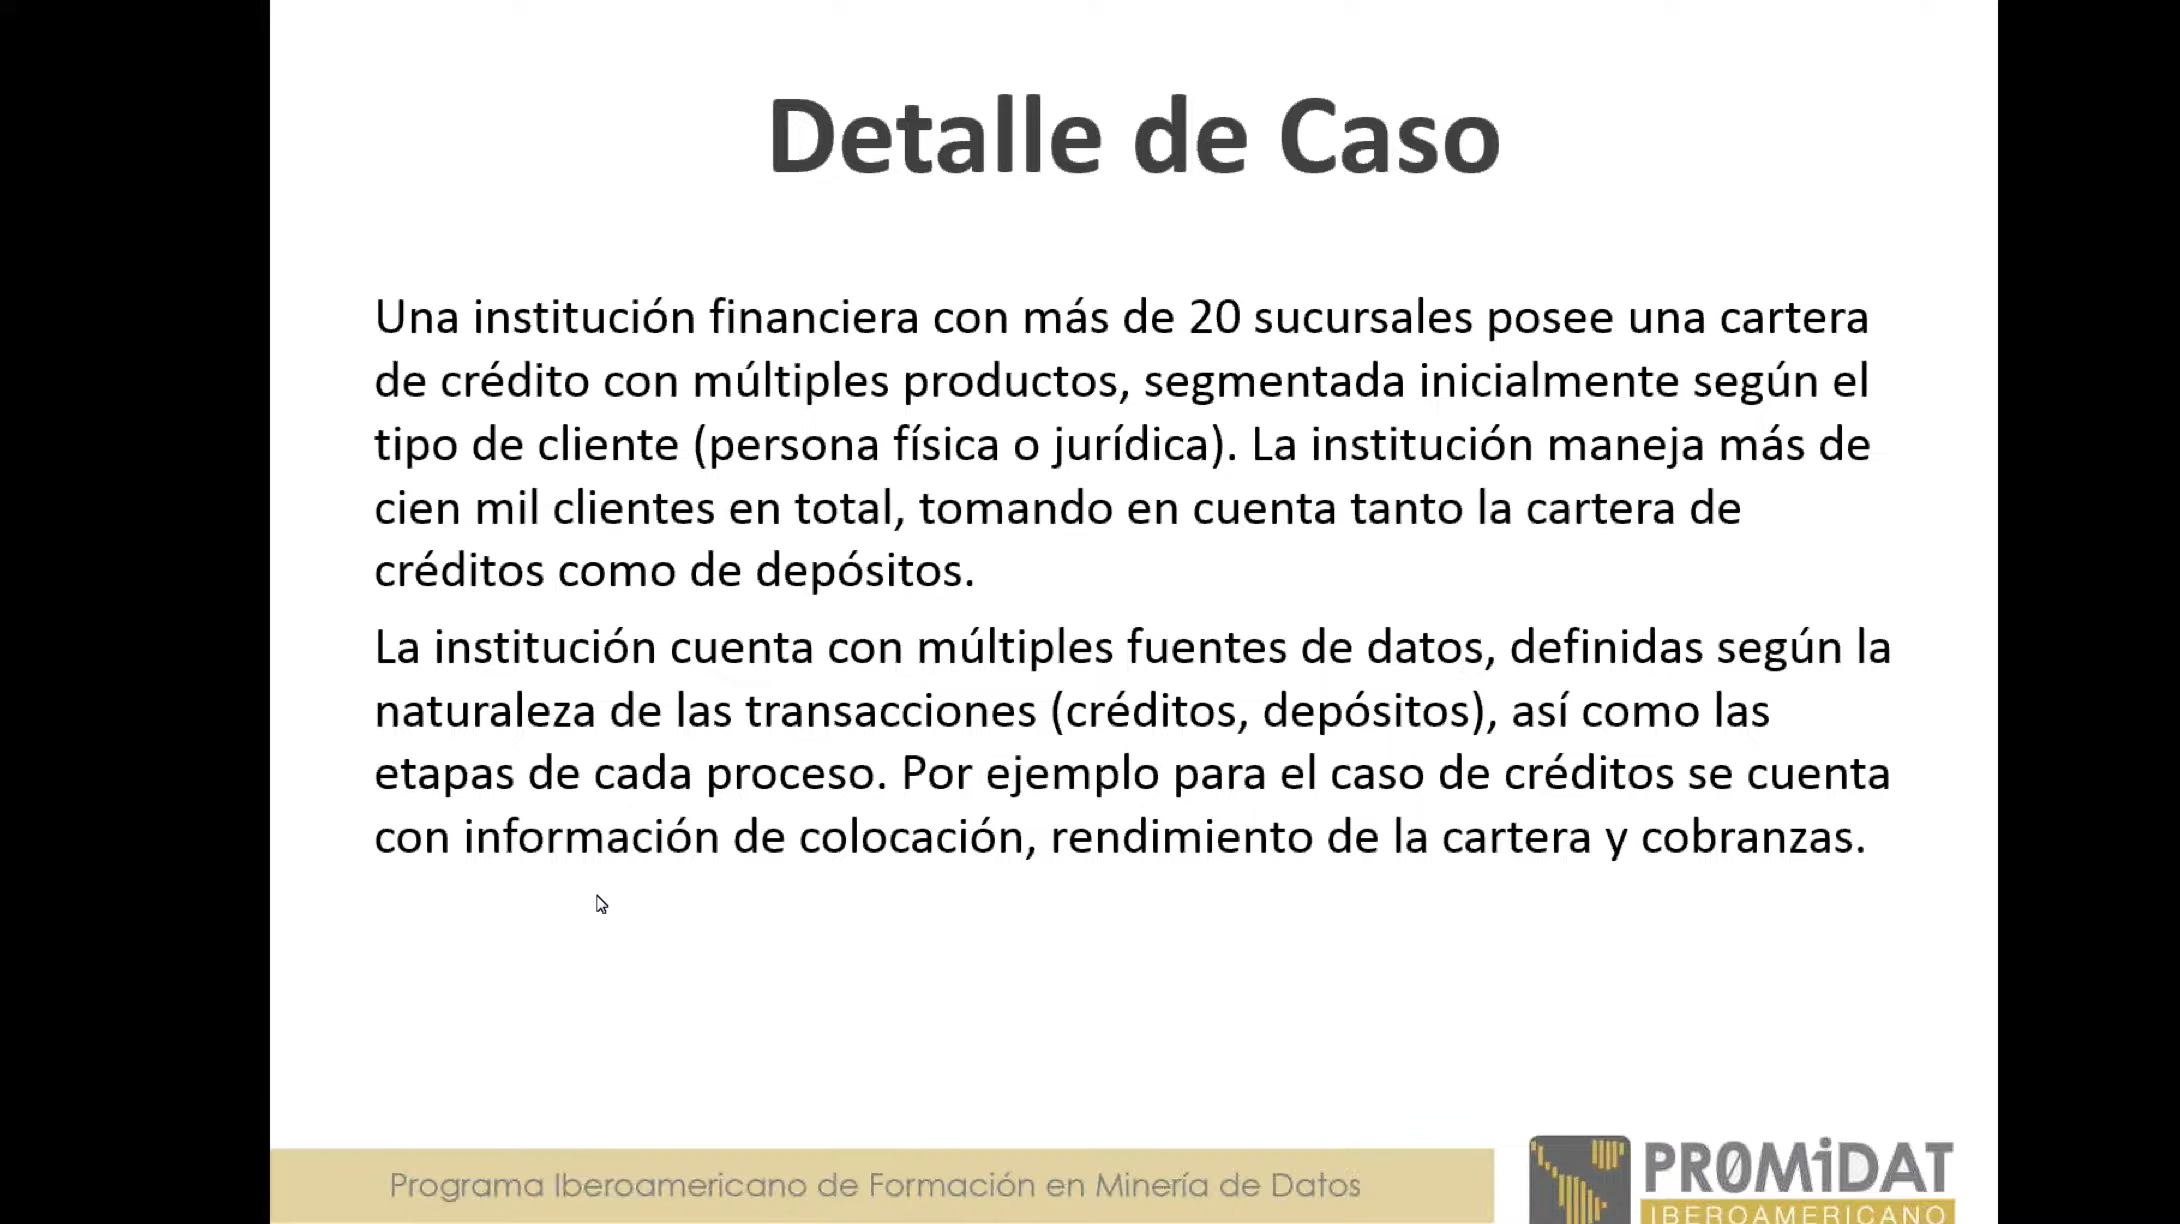 Detalle de Caso
Una institución financiera con más de 20 sucursales posee una cartera
de crédito con múltiples productos, segmentada inicialmente según el
tipo de cliente (persona física o jurídica). La institución maneja más de
cien mil clientes en total, tomando en cuenta tanto la cartera de
créditos como de depósitos.
La institución cuenta con múltiples fuentes de datos, definidas según la
naturaleza de las transacciones (créditos, depósitos), así como las
etapas de cada proceso. Por ejemplo para el caso de créditos se cuenta
con información de colocación, rendimiento de la cartera y cobranzas.
Programa Iberoamericano de Formación en Minería de Datos
PROMiDAT
IBEROAMERICANO